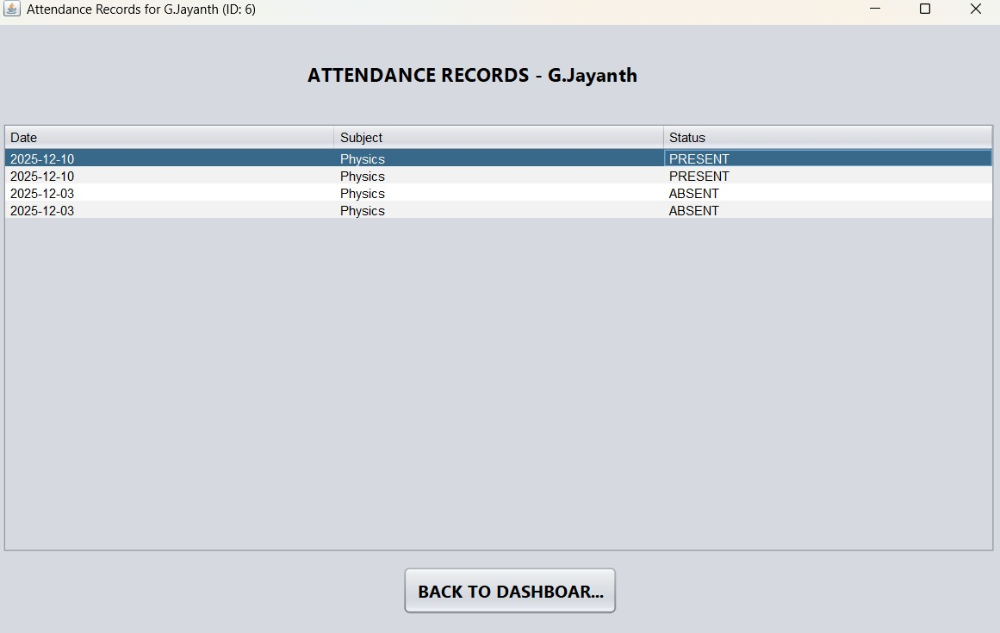 Attendance Records for G.Jayanth (ID: 6)
ATTENDANCE RECORDS - G.Jayanth
Date Subject Status
2025-12-10 Physics PRESENT
2025-12-10 Physics PRESENT
2025-12-03 Physics ABSENT
2025-12-03 Physics ABSENT
BACK TO DASHBOAR...